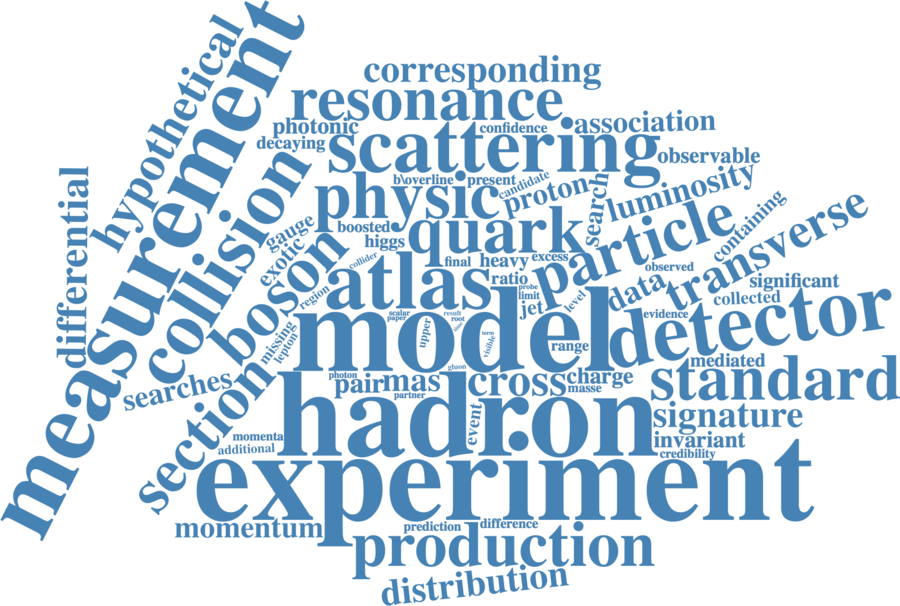 measurement
hypothetical
differential
collision
corresponding
resonance
photonic
confidence
association
decaying
scattering
observable
b\overline
present
candidate
proton
search
luminosity
physic
containing
gauge
boosted
higgs
quark
particle
transverse
exotic
boson
collider
final
heavy
excess
observed
significant
region
atlas
ratio
probe
limit
jet
level
data
collected
evidence
detector
scalar
paper
result
root
time
upper
term
visible
model
range
missing
lepton
searches
section
photon
pair
mas
partner
gluon
cross
charge
masse
mediated
standard
hadron
event
signature
invariant
credibility
momenta
additional
experiment
momentum
prediction
difference
production
distribution